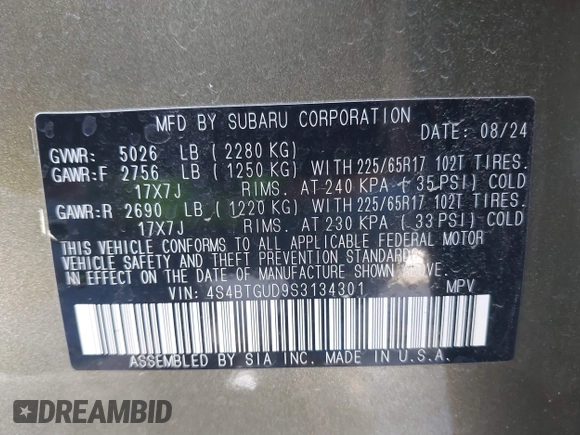 MFD BY SUBARU CORPORATION
DATE: 08/24
GVWR: 5026 LB ( 2280 KG)
GAWR:F 2756 LB ( 1250 KG) WITH 225/65R17 102T TIRES.
17X7J RIMS. AT 240 KPA ( 35 PSI) COLD
GAWR:R 2690 LB ( 1220 KG) WITH 225/65R17 102T TIRES.
17X7J RIMS. AT 230 KPA ( 33 PSI) COLD
THIS VEHICLE CONFORMS TO ALL APPLICABLE FEDERAL MOTOR
VEHICLE SAFETY AND THEFT PREVENTION STANDARDS
IN EFFECT ON THE DATE OF MANUFACTURE SHOWN ABOVE.
VIN: 4S4BTGUD9S3134301 MPV
ASSEMBLED BY SIA INC. MADE IN U.S.A.
DREAMBID